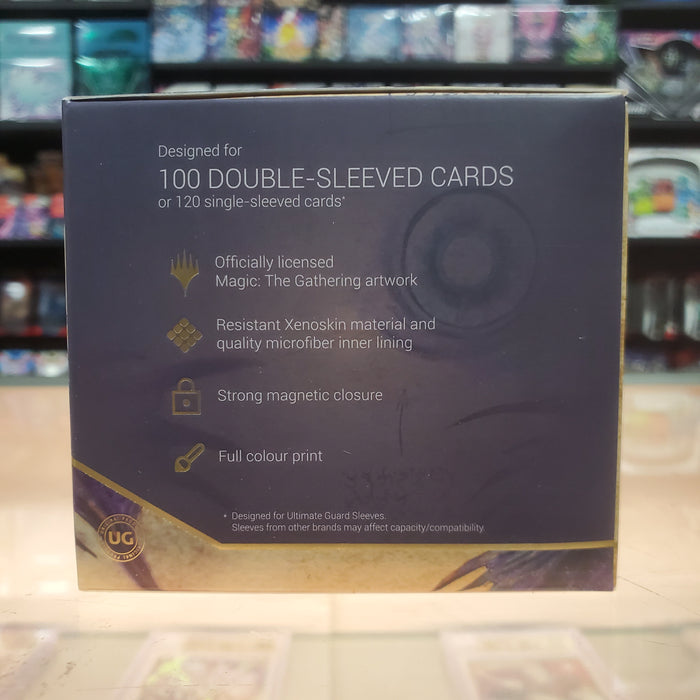 Designed for
100 DOUBLE-SLEEVED CARDS
or 120 single-sleeved cards*
Officially licensed
Magic: The Gathering artwork
Resistant Xenoskin material and
quality microfiber inner lining
Strong magnetic closure
Full colour print
* Designed for Ultimate Guard Sleeves.
Sleeves from other brands may affect capacity/compatibility.
UG